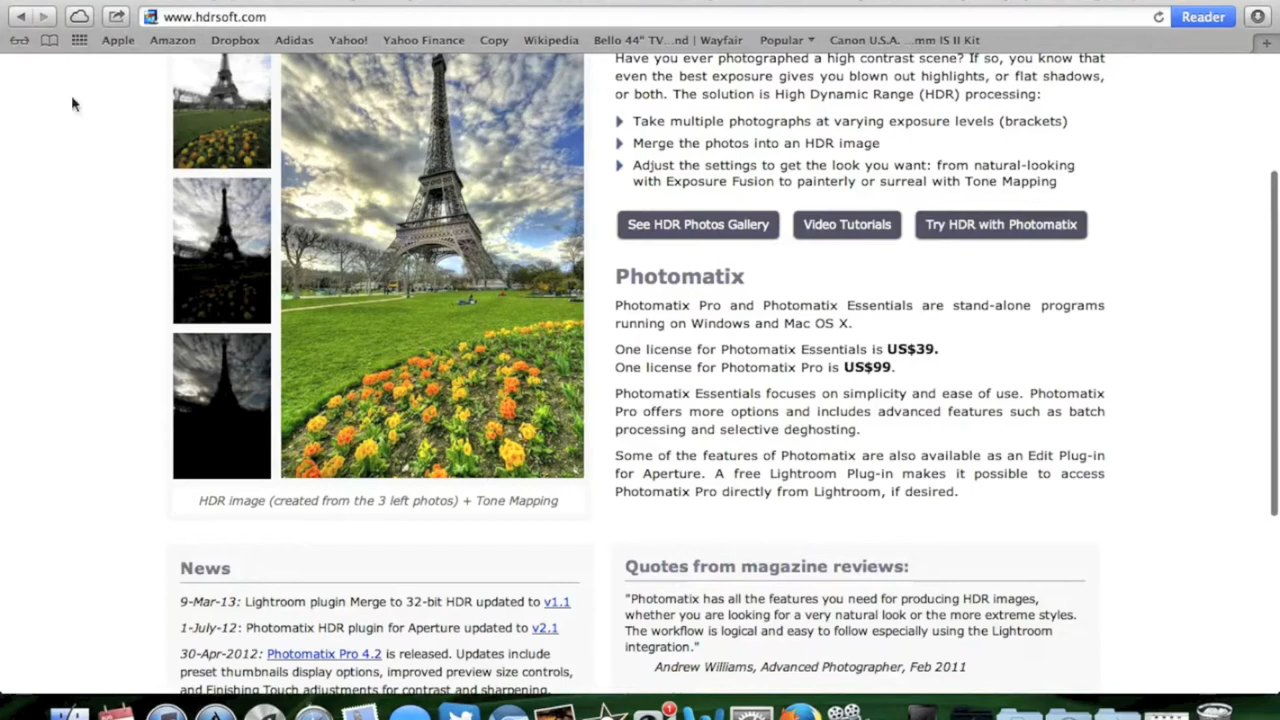 www.hdrsoft.com
Reader
Apple Amazon Dropbox Adidas Yahoo! Yahoo Finance Copy Wikipedia Bello 44" TV...nd | Wayfair Popular Canon U.S.A. ...mm IS II Kit
Have you ever photographed a high contrast scene? If so, you know that
even the best exposure gives you blown out highlights, or flat shadows,
or both. The solution is High Dynamic Range (HDR) processing:
Take multiple photographs at varying exposure levels (brackets)
Merge the photos into an HDR image
Adjust the settings to get the look you want: from natural-looking
with Exposure Fusion to painterly or surreal with Tone Mapping
See HDR Photos Gallery Video Tutorials Try HDR with Photomatix
Photomatix
Photomatix Pro and Photomatix Essentials are stand-alone programs
running on Windows and Mac OS X.
One license for Photomatix Essentials is US$39.
One license for Photomatix Pro is US$99.
Photomatix Essentials focuses on simplicity and ease of use. Photomatix
Pro offers more options and includes advanced features such as batch
processing and selective deghosting.
Some of the features of Photomatix are also available as an Edit Plug-in
for Aperture. A free Lightroom Plug-in makes it possible to access
Photomatix Pro directly from Lightroom, if desired.
HDR image (created from the 3 left photos) + Tone Mapping
News
9-Mar-13: Lightroom plugin Merge to 32-bit HDR updated to v1.1
1-July-12: Photomatix HDR plugin for Aperture updated to v2.1
30-Apr-2012: Photomatix Pro 4.2 is released. Updates include
preset thumbnails display options, improved preview size controls,
and Finishing Touch adjustments for contrast and sharpening.
Quotes from magazine reviews:
"Photomatix has all the features you need for producing HDR images,
whether you are looking for a very natural look or the more extreme styles.
The workflow is logical and easy to follow especially using the Lightroom
integration."
Andrew Williams, Advanced Photographer, Feb 2011
1